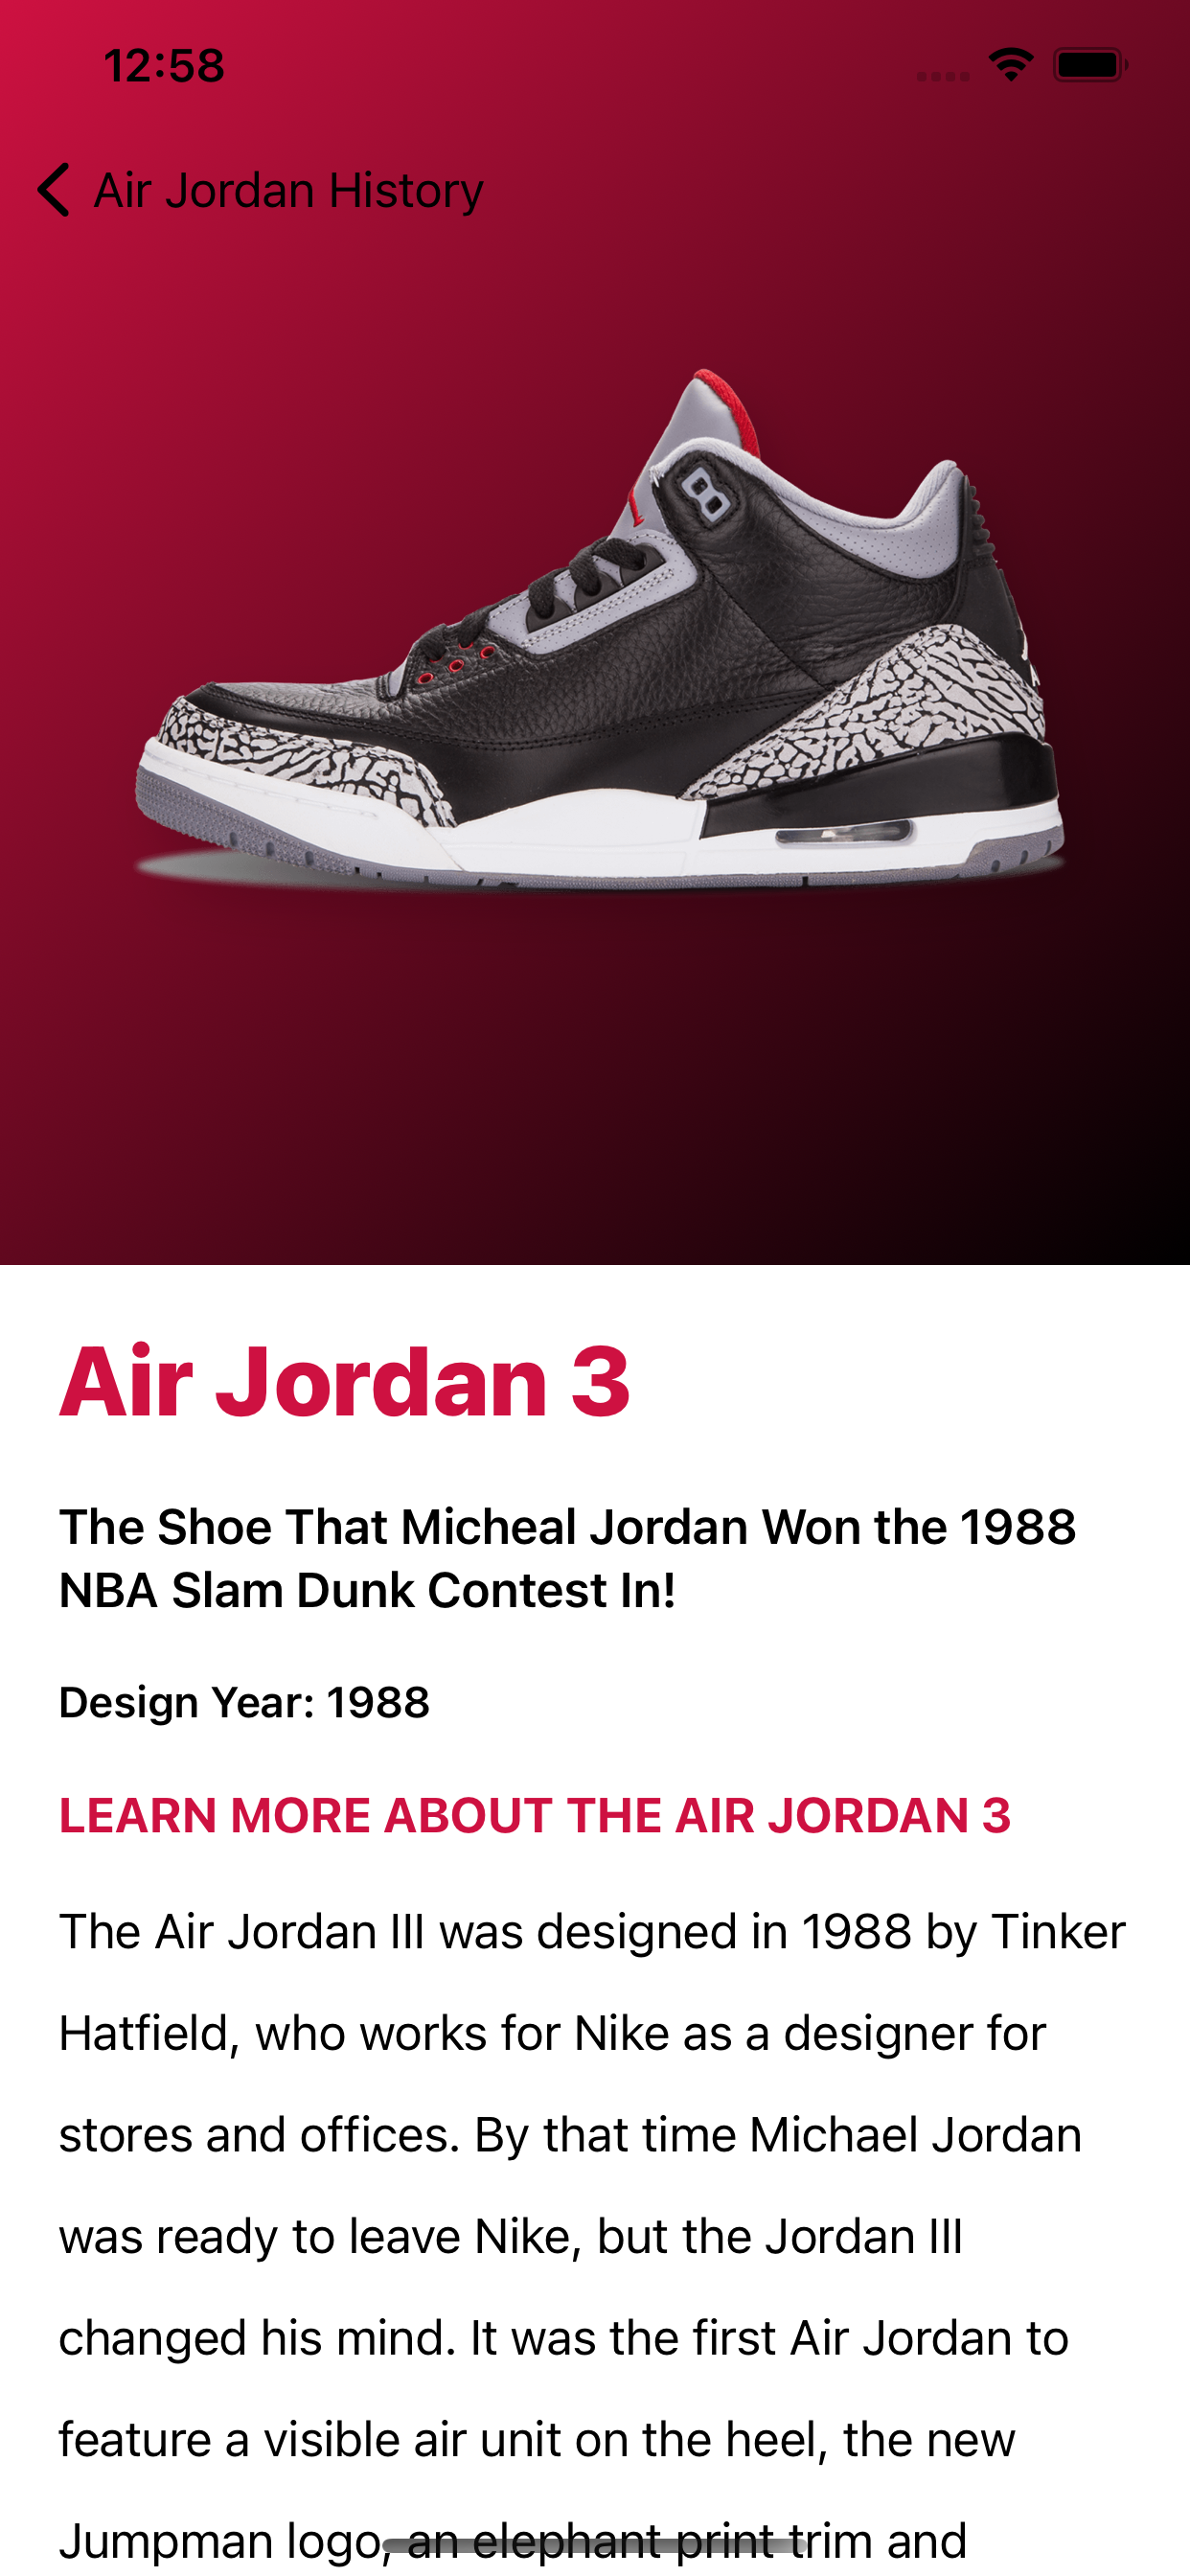 12:58
Air Jordan History
Air Jordan 3
The Shoe That Micheal Jordan Won the 1988
NBA Slam Dunk Contest In!
Design Year: 1988
LEARN MORE ABOUT THE AIR JORDAN 3
The Air Jordan III was designed in 1988 by Tinker
Hatfield, who works for Nike as a designer for
stores and offices. By that time Michael Jordan
was ready to leave Nike, but the Jordan III
changed his mind. It was the first Air Jordan to
feature a visible air unit on the heel, the new
Jumpman logo, an elephant print trim and